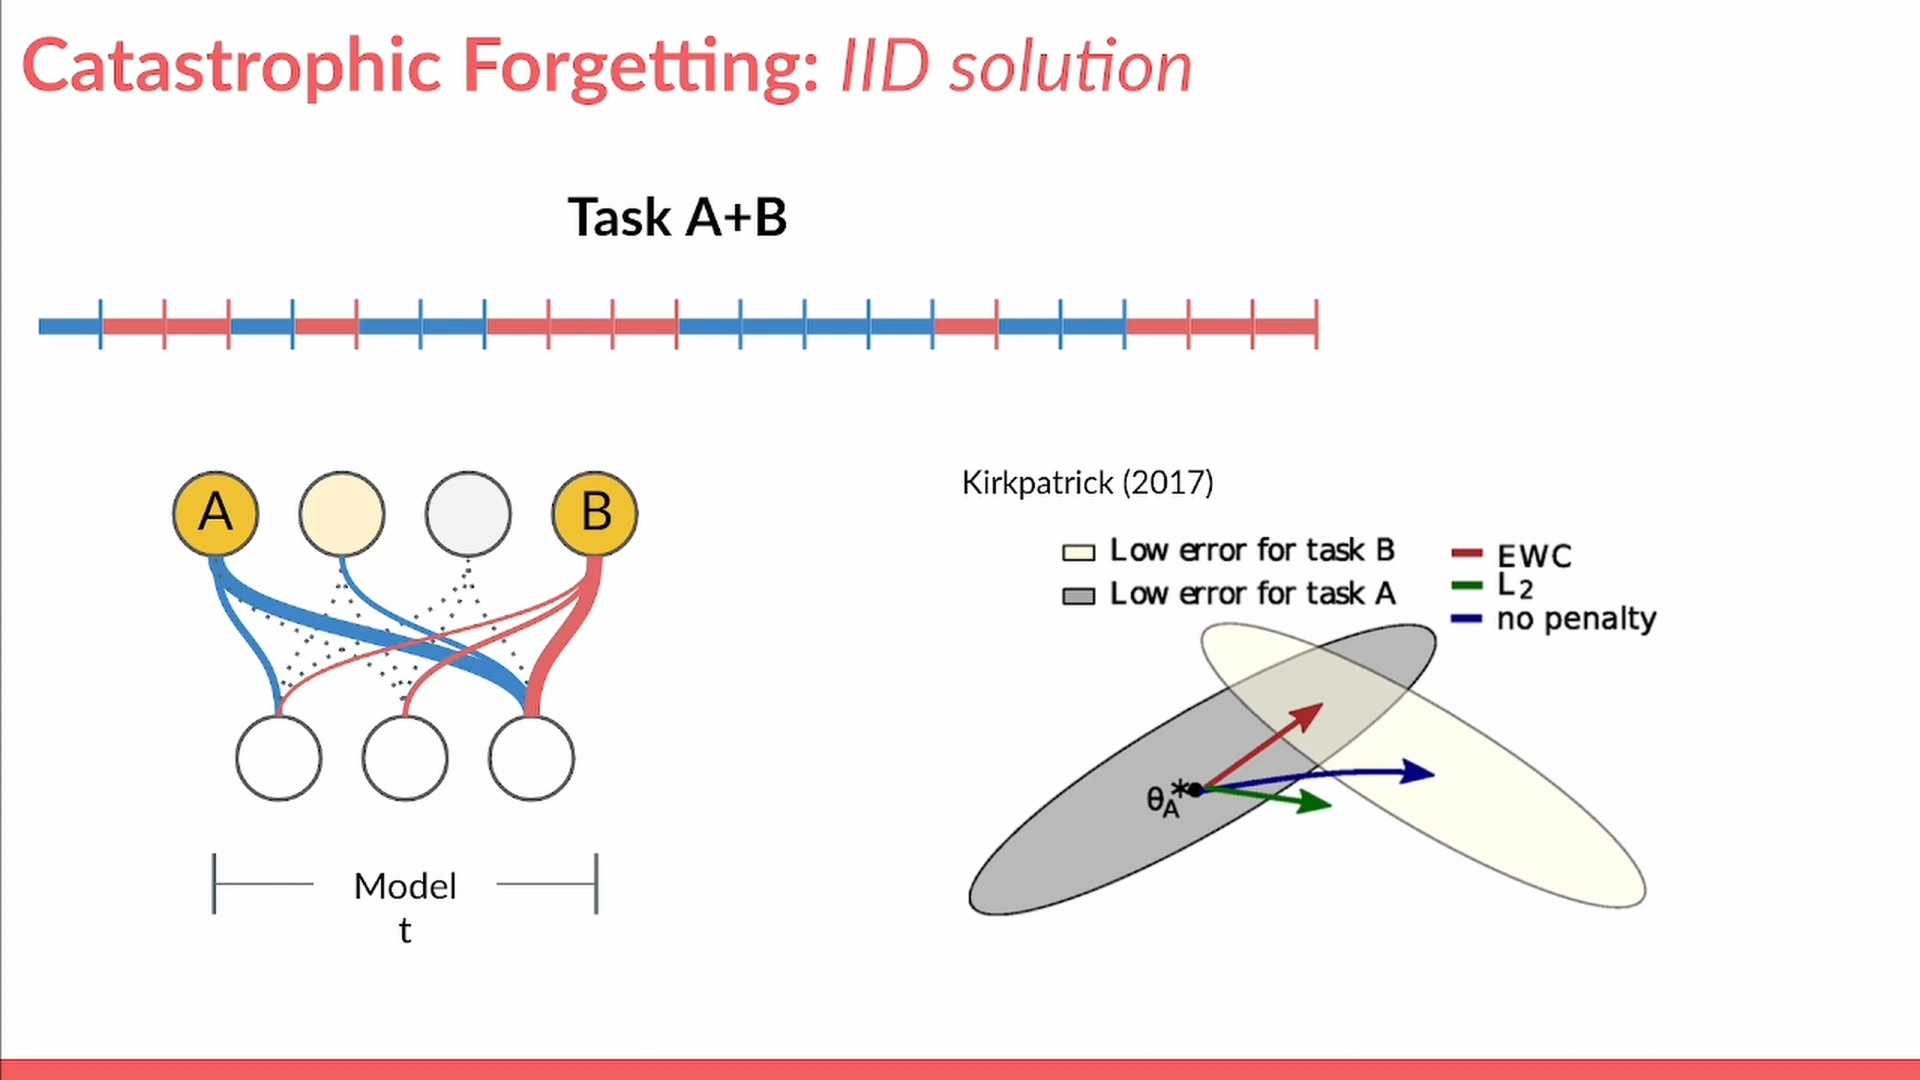 Catastrophic Forgetting: IID solution
Task A+B
A
B
Model
t
Kirkpatrick (2017)
Low error for task B
Low error for task A
EWC
L2
no penalty
θ*A